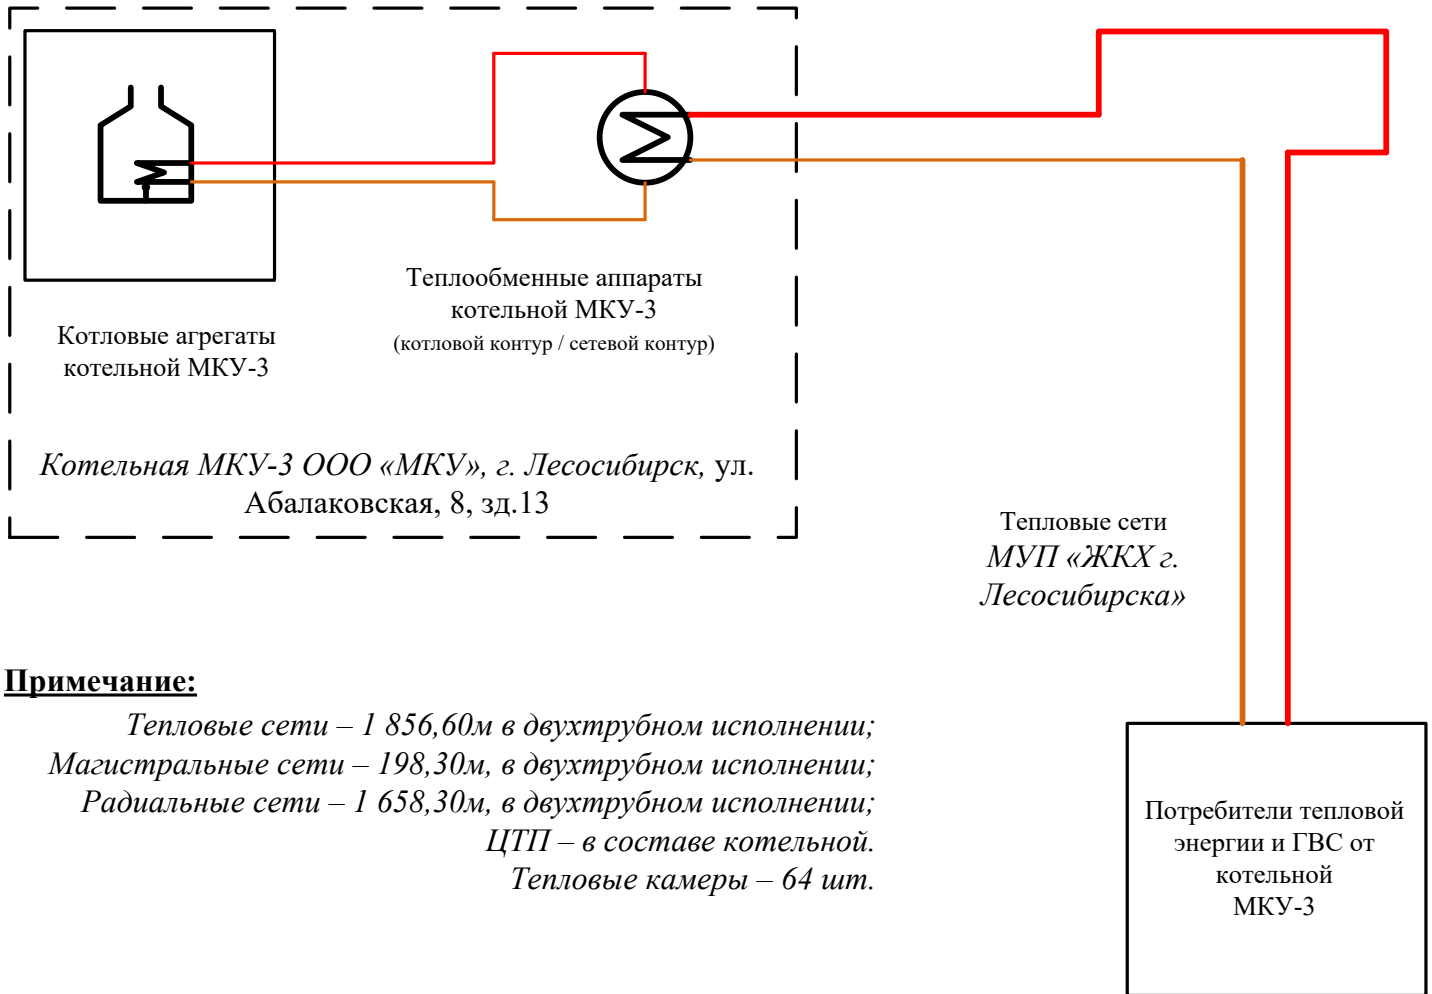 Теплообменные аппараты
котельной МКУ-3
(котловой контур / сетевой контур)
Котловые агрегаты
котельной МКУ-3
Котельная МКУ-3 ООО «МКУ», г. Лесосибирск, ул.
Абалаковская, 8, зд.13
Тепловые сети
МУП «ЖКХ г.
Лесосибирска»
Примечание:
Тепловые сети – 1 856,60м в двухтрубном исполнении;
Магистральные сети – 198,30м, в двухтрубном исполнении;
Радиальные сети – 1 658,30м, в двухтрубном исполнении;
ЦТП – в составе котельной.
Тепловые камеры – 64 шт.
Потребители тепловой
энергии и ГВС от
котельной
МКУ-3